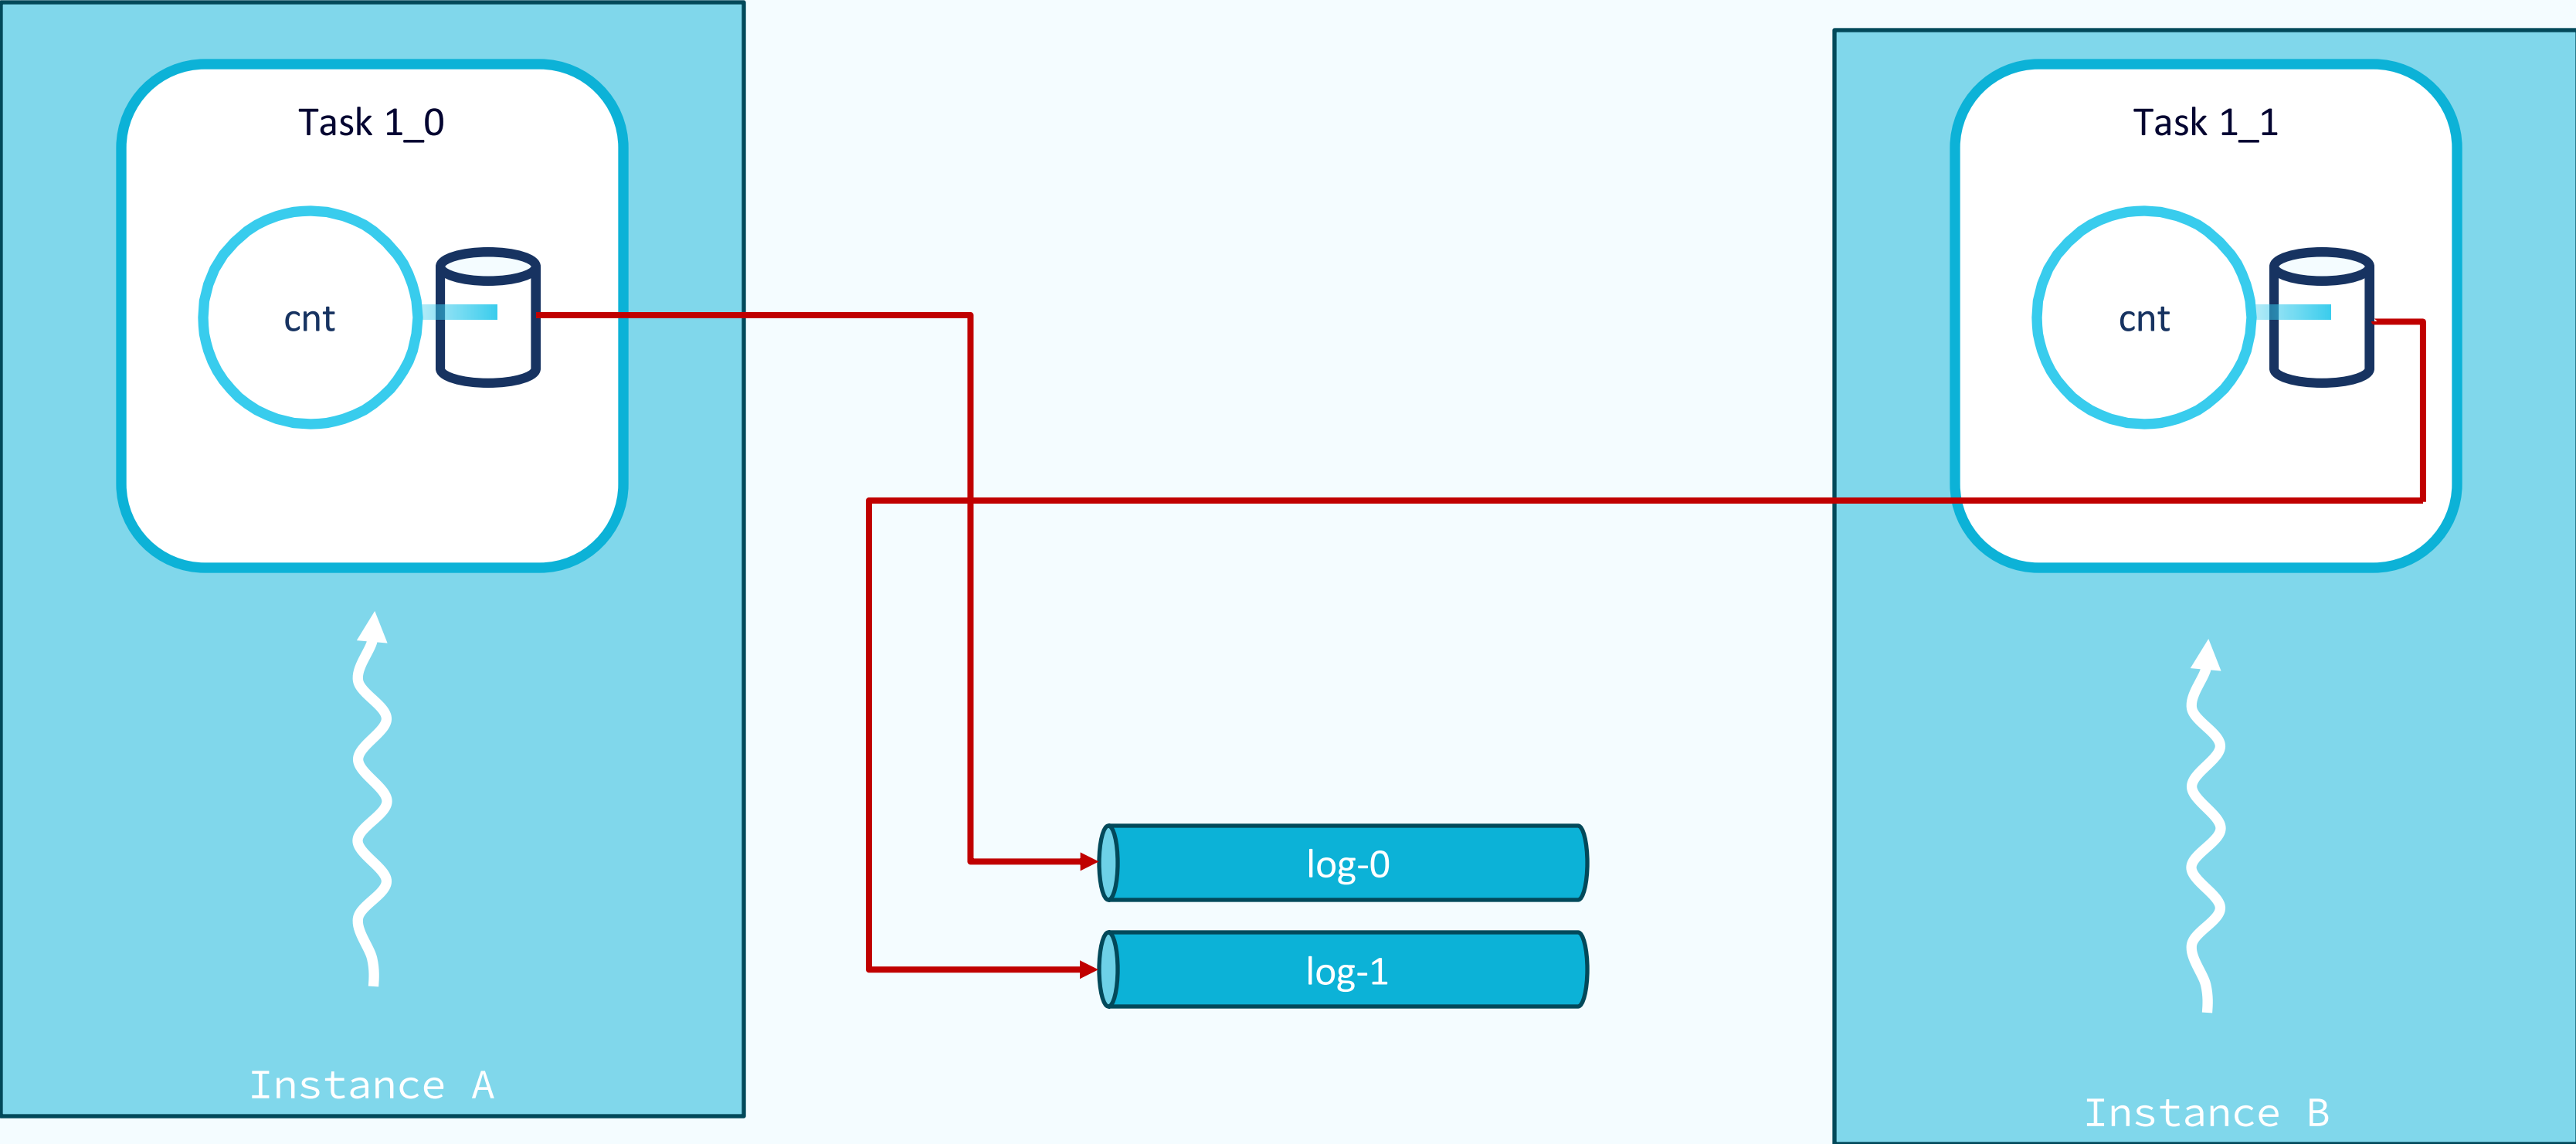 Task 1_0
cnt
Task 1_1
cnt
log-0
log-1
Instance A
Instance B